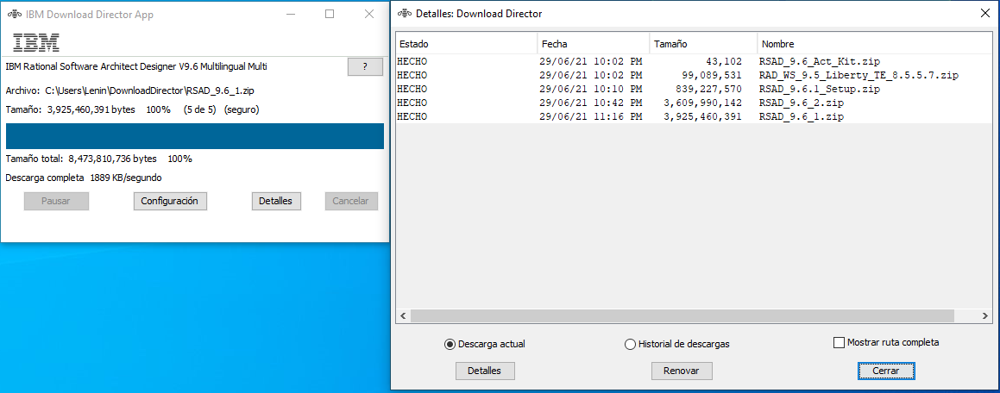 IBM Download Director App
IBM
IBM Rational Software Architect Designer V9.6 Multilingual Multi
?
Archivo: C:\Users\Lenin\DownloadDirector\RSAD_9.6_1.zip
Tamaño: 3,925,460,391 bytes 100% (5 de 5) (seguro)
Tamaño total: 8,473,810,736 bytes 100%
Descarga completa 1889 KB/segundo
Pausar Configuración Detalles Cancelar
Detalles: Download Director
Estado Fecha Tamaño Nombre
HECHO 29/06/21 10:02 PM 43,102 RSAD_9.6_Act_Kit.zip
HECHO 29/06/21 10:02 PM 99,089,531 RAD_WS_9.5_Liberty_TE_8.5.5.7.zip
HECHO 29/06/21 10:10 PM 839,227,570 RSAD_9.6.1_Setup.zip
HECHO 29/06/21 10:42 PM 3,609,990,142 RSAD_9.6_2.zip
HECHO 29/06/21 11:16 PM 3,925,460,391 RSAD_9.6_1.zip
Descarga actual Historial de descargas Mostrar ruta completa
Detalles Renovar Cerrar